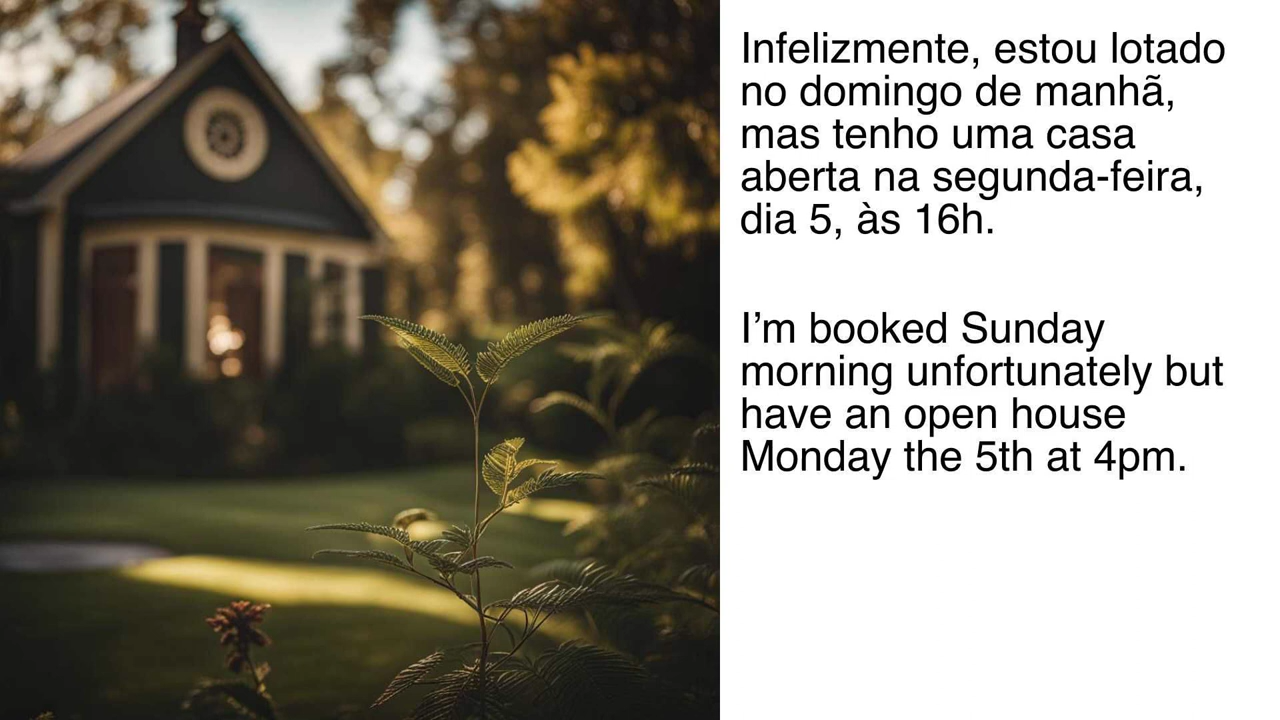 Infelizmente, estou lotado
no domingo de manhã,
mas tenho uma casa
aberta na segunda-feira,
dia 5, às 16h.
I’m booked Sunday
morning unfortunately but
have an open house
Monday the 5th at 4pm.